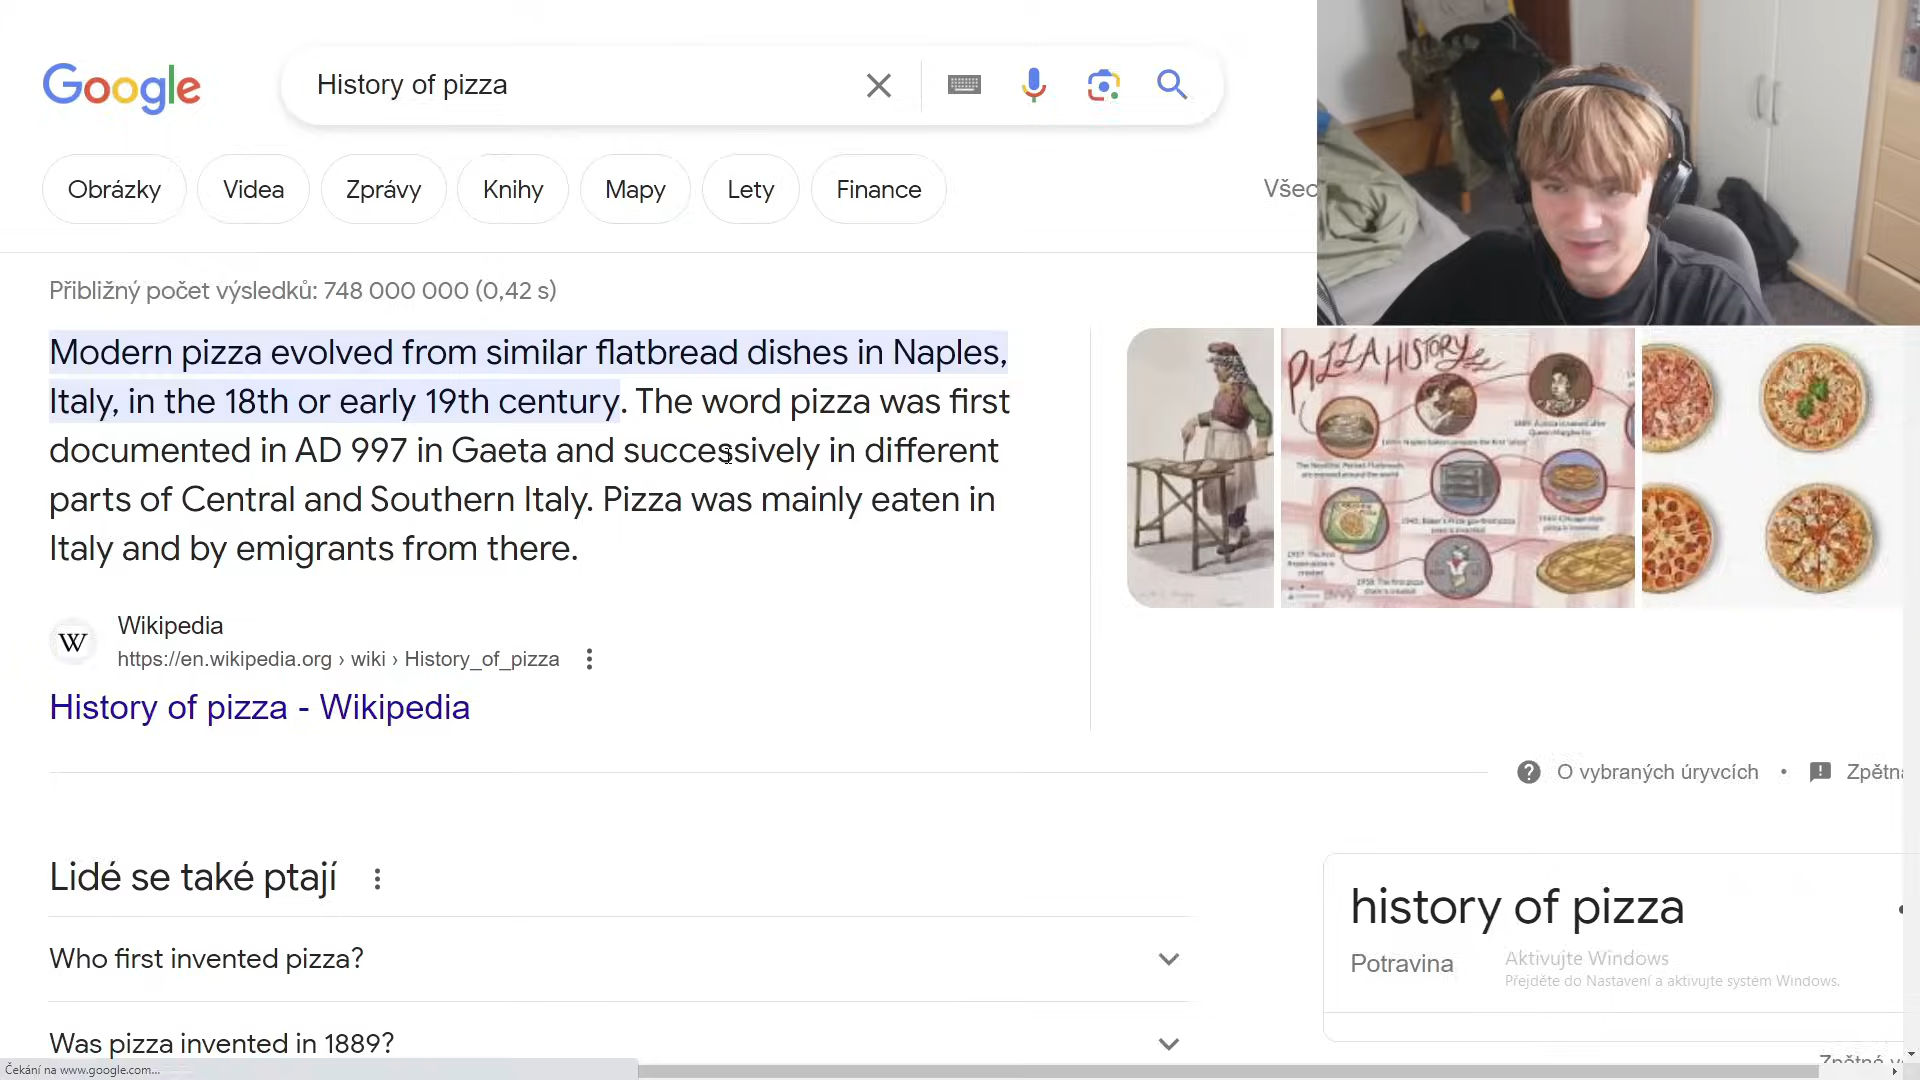 Google
History of pizza
Obrázky
Videa
Zprávy
Knihy
Mapy
Lety
Finance
Všec
Přibližný počet výsledků: 748 000 000 (0,42 s)
Modern pizza evolved from similar flatbread dishes in Naples,
Italy, in the 18th or early 19th century. The word pizza was first
documented in AD 997 in Gaeta and successively in different
parts of Central and Southern Italy. Pizza was mainly eaten in
Italy and by emigrants from there.
PIZZA HISTORY
W
Wikipedia
https://en.wikipedia.org › wiki › History_of_pizza
History of pizza - Wikipedia
O vybraných úryvcích • Zpětn
Lidé se také ptají
Who first invented pizza?
Was pizza invented in 1889?
history of pizza
Potravina
Aktivujte Windows
Přejděte do Nastavení a aktivujte systém Windows.
Čekání na www.google.com...